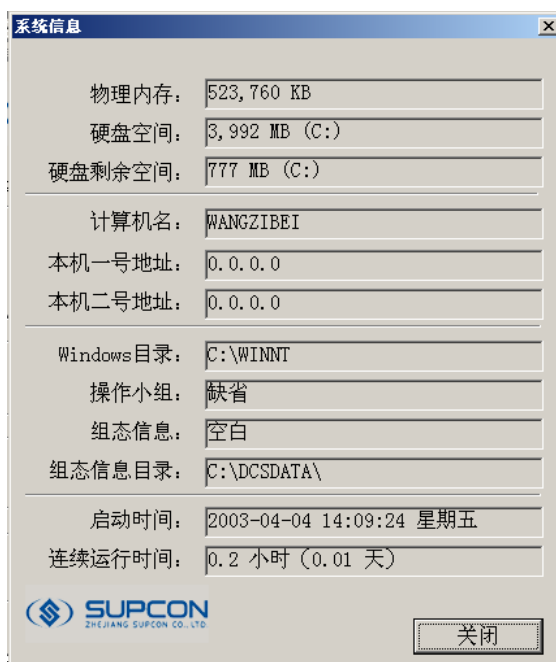 系统信息
物理内存： 523,760 KB
硬盘空间： 3,992 MB (C:)
硬盘剩余空间： 777 MB (C:)
计算机名： WANGZIBEI
本机一号地址： 0.0.0.0
本机二号地址： 0.0.0.0
Windows目录： C:\WINNT
操作小组： 缺省
组态信息： 空白
组态信息目录： C:\DCSDATA\
启动时间： 2003-04-04 14:09:24 星期五
连续运行时间： 0.2 小时 (0.01 天)
SUPCON
ZHEJIANG SUPCON CO., LTD
关闭